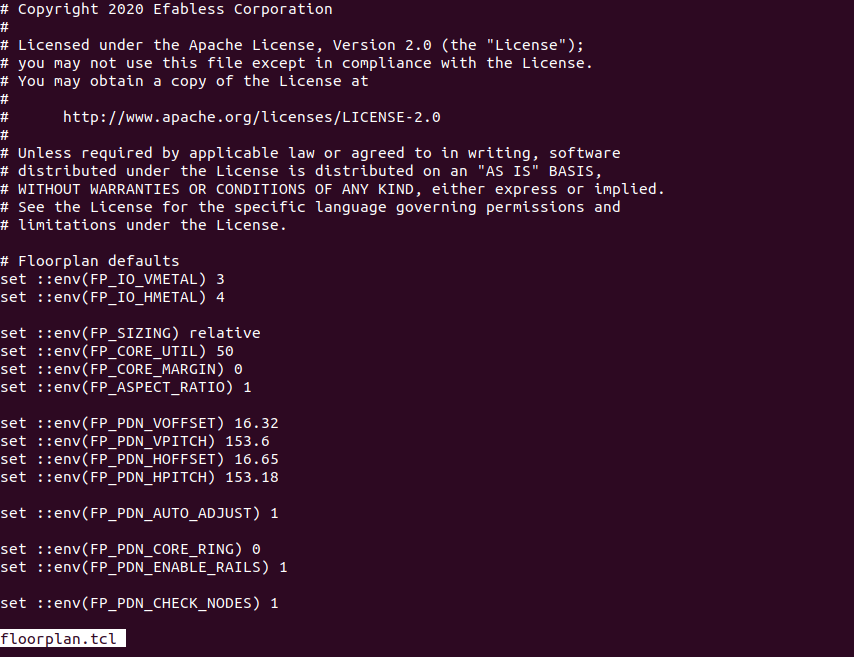 # Copyright 2020 Efabless Corporation
#
# Licensed under the Apache License, Version 2.0 (the "License");
# you may not use this file except in compliance with the License.
# You may obtain a copy of the License at
#
#      http://www.apache.org/licenses/LICENSE-2.0
#
# Unless required by applicable law or agreed to in writing, software
# distributed under the License is distributed on an "AS IS" BASIS,
# WITHOUT WARRANTIES OR CONDITIONS OF ANY KIND, either express or implied.
# See the License for the specific language governing permissions and
# limitations under the License.

# Floorplan defaults
set ::env(FP_IO_VMETAL) 3
set ::env(FP_IO_HMETAL) 4

set ::env(FP_SIZING) relative
set ::env(FP_CORE_UTIL) 50
set ::env(FP_CORE_MARGIN) 0
set ::env(FP_ASPECT_RATIO) 1

set ::env(FP_PDN_VOFFSET) 16.32
set ::env(FP_PDN_VPITCH) 153.6
set ::env(FP_PDN_HOFFSET) 16.65
set ::env(FP_PDN_HPITCH) 153.18

set ::env(FP_PDN_AUTO_ADJUST) 1

set ::env(FP_PDN_CORE_RING) 0
set ::env(FP_PDN_ENABLE_RAILS) 1

set ::env(FP_PDN_CHECK_NODES) 1

floorplan.tcl